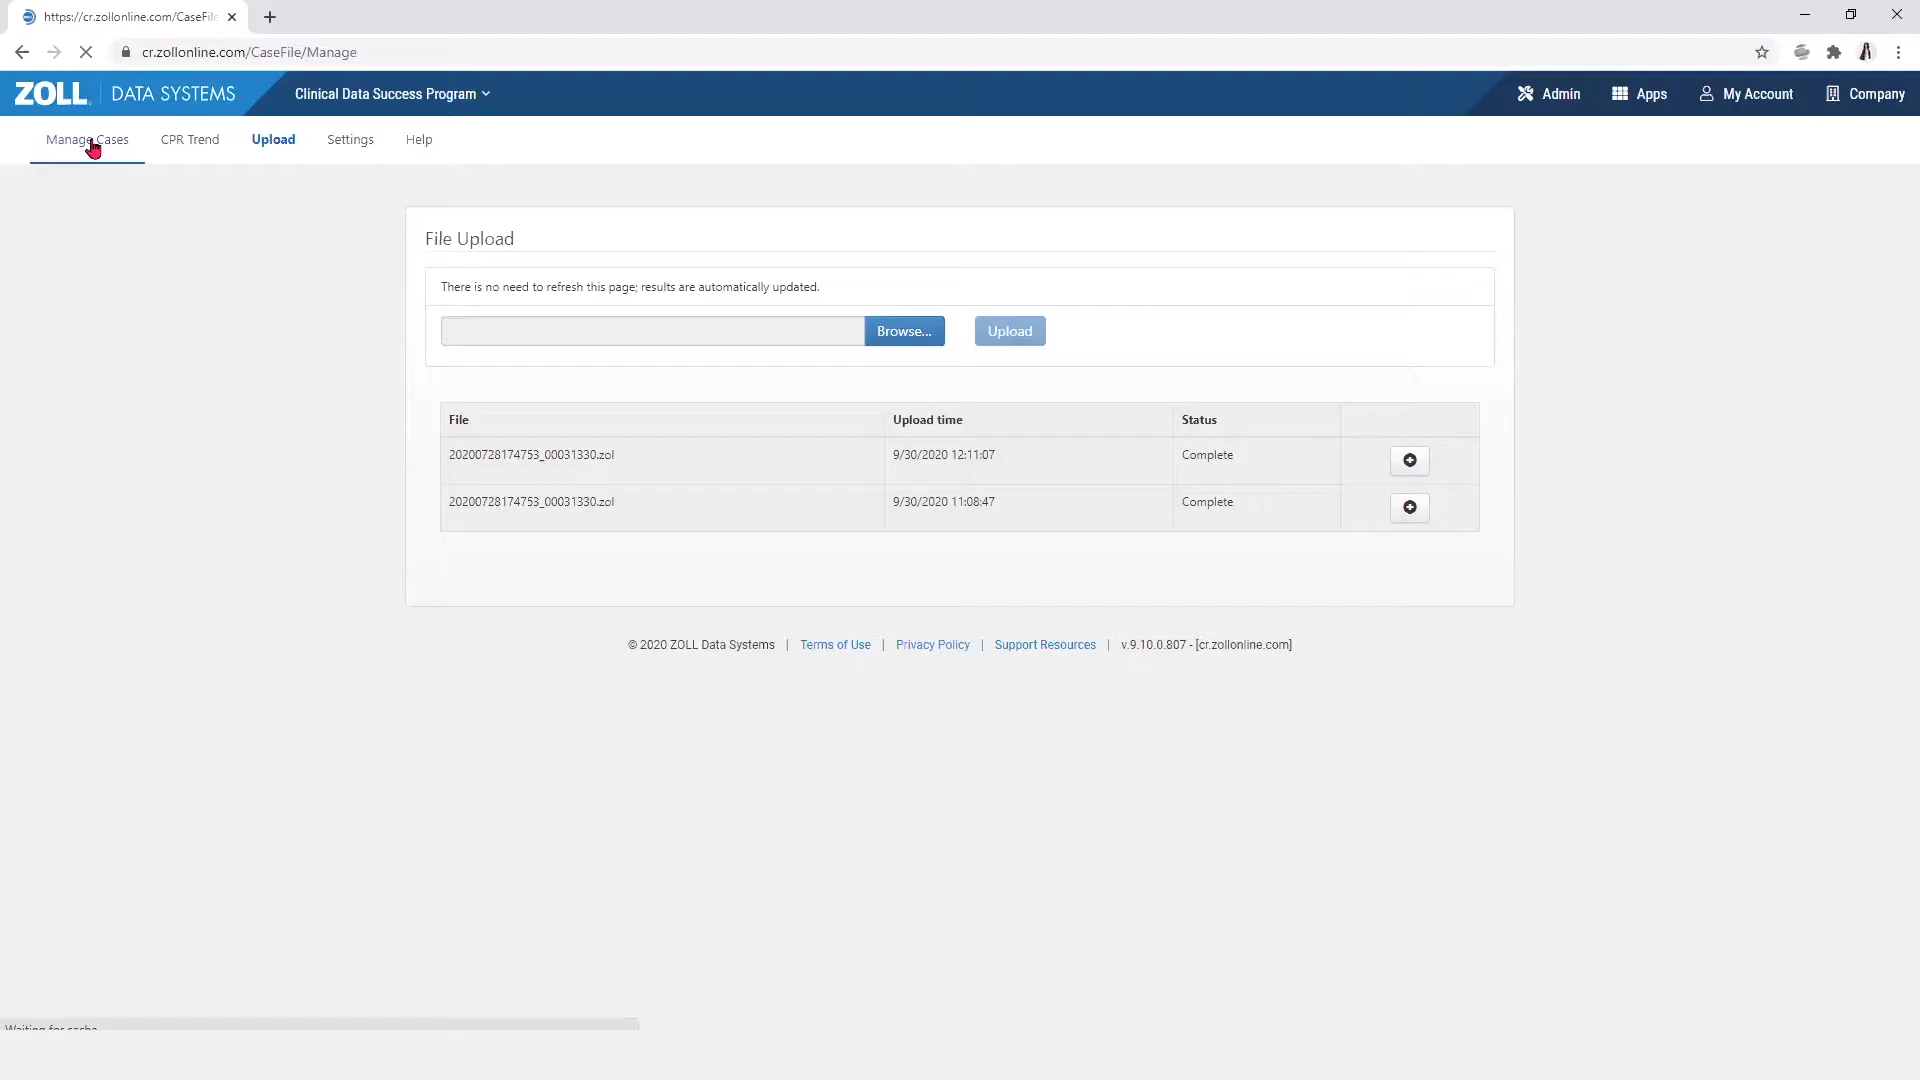 https://cr.zollonline.com/CaseFile
cr.zollonline.com/CaseFile/Manage
ZOLL DATA SYSTEMS Clinical Data Success Program Admin Apps My Account Company
Manage Cases CPR Trend Upload Settings Help
File Upload
There is no need to refresh this page; results are automatically updated.
Browse... Upload
File Upload time Status
20200728174753_00031330.zol 9/30/2020 12:11:07 Complete
20200728174753_00031330.zol 9/30/2020 11:08:47 Complete
© 2020 ZOLL Data Systems | Terms of Use | Privacy Policy | Support Resources | v.9.10.0.807 - [cr.zollonline.com]
Waiting for cache